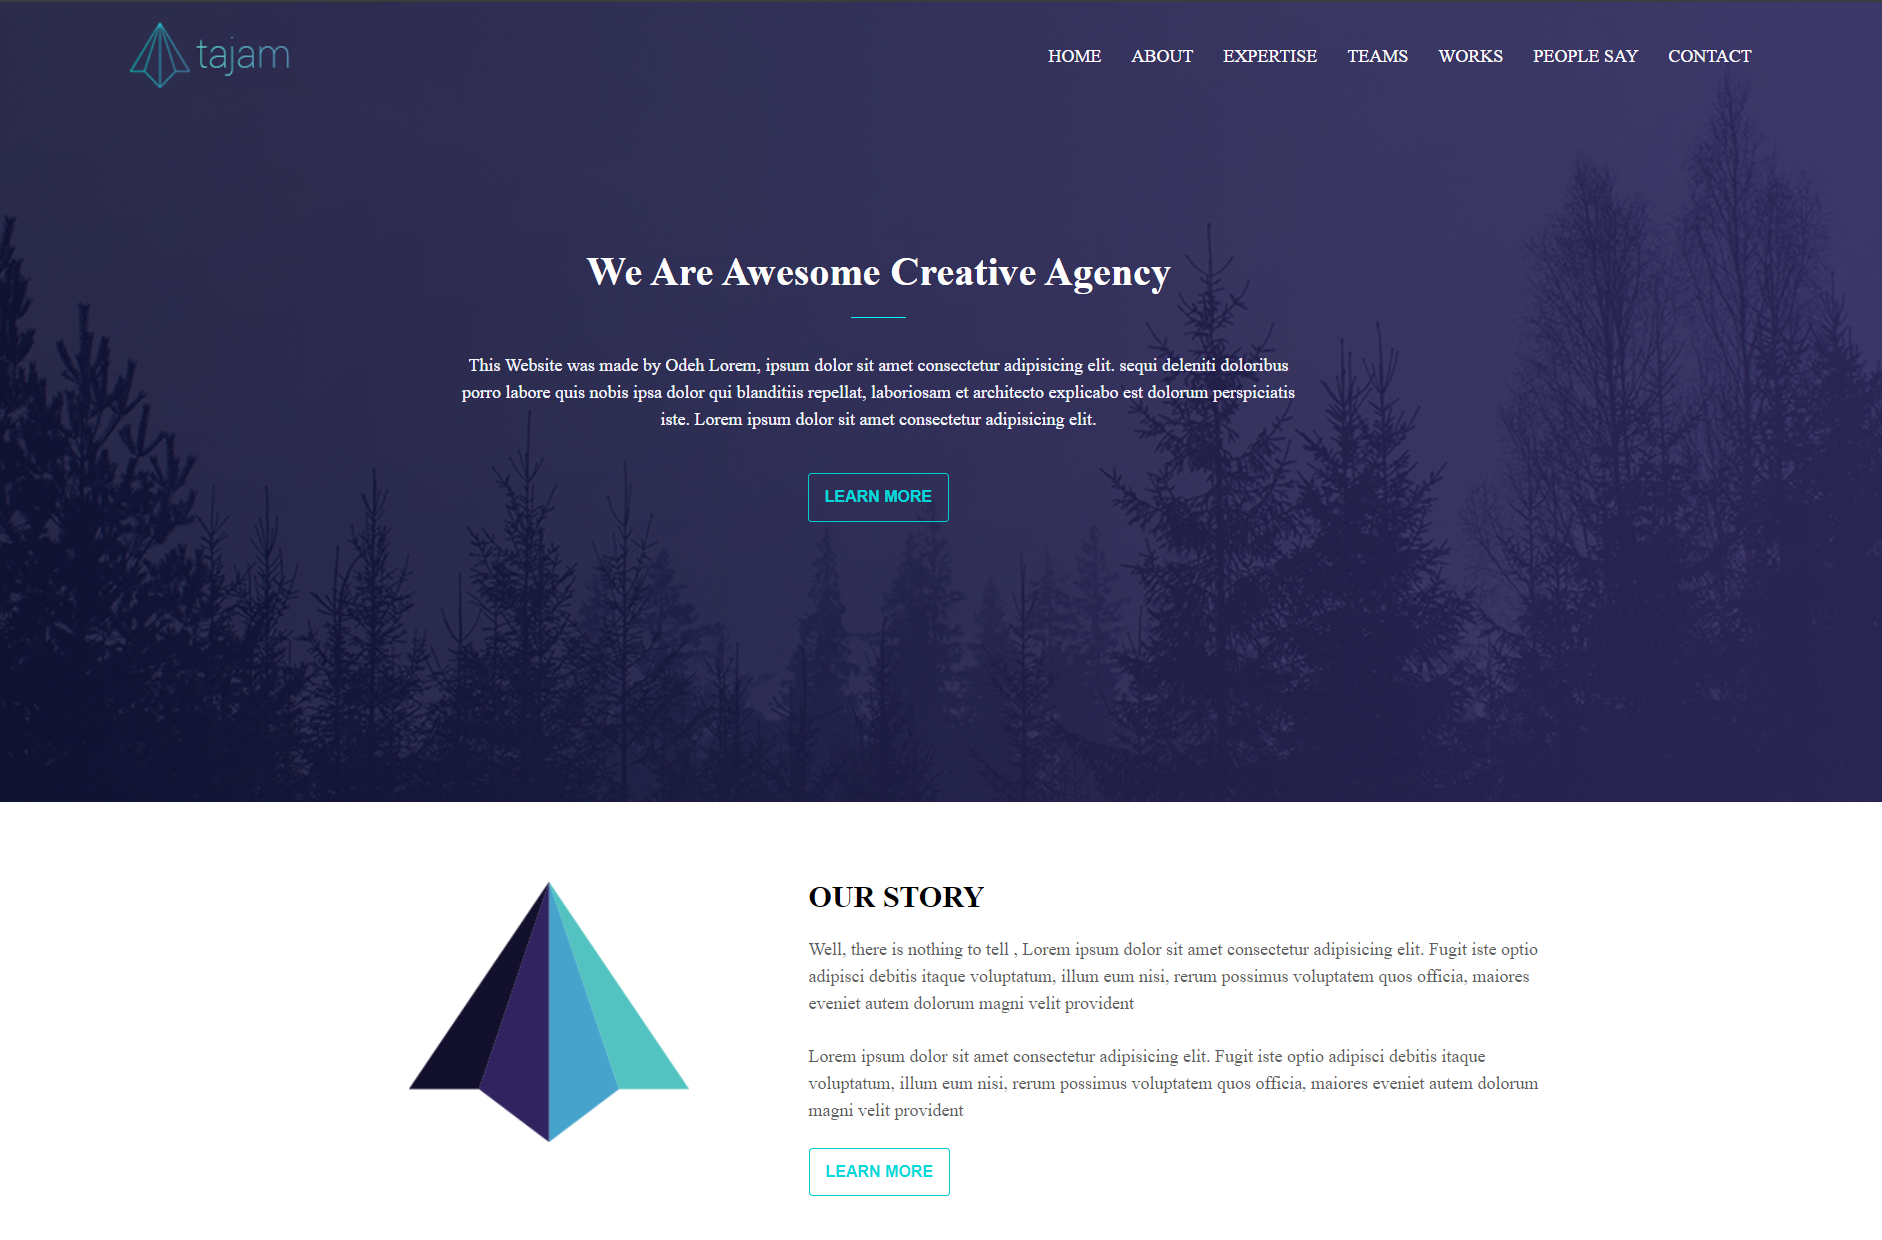 tajam
HOME ABOUT EXPERTISE TEAMS WORKS PEOPLE SAY CONTACT
We Are Awesome Creative Agency
This Website was made by Odeh Lorem, ipsum dolor sit amet consectetur adipisicing elit. sequi deleniti doloribus
porro labore quis nobis ipsa dolor qui blanditiis repellat, laboriosam et architecto explicabo est dolorum perspiciatis
iste. Lorem ipsum dolor sit amet consectetur adipisicing elit.
LEARN MORE
OUR STORY
Well, there is nothing to tell , Lorem ipsum dolor sit amet consectetur adipisicing elit. Fugit iste optio
adipisci debitis itaque voluptatum, illum eum nisi, rerum possimus voluptatem quos officia, maiores
eveniet autem dolorum magni velit provident
Lorem ipsum dolor sit amet consectetur adipisicing elit. Fugit iste optio adipisci debitis itaque
voluptatum, illum eum nisi, rerum possimus voluptatem quos officia, maiores eveniet autem dolorum
magni velit provident
LEARN MORE